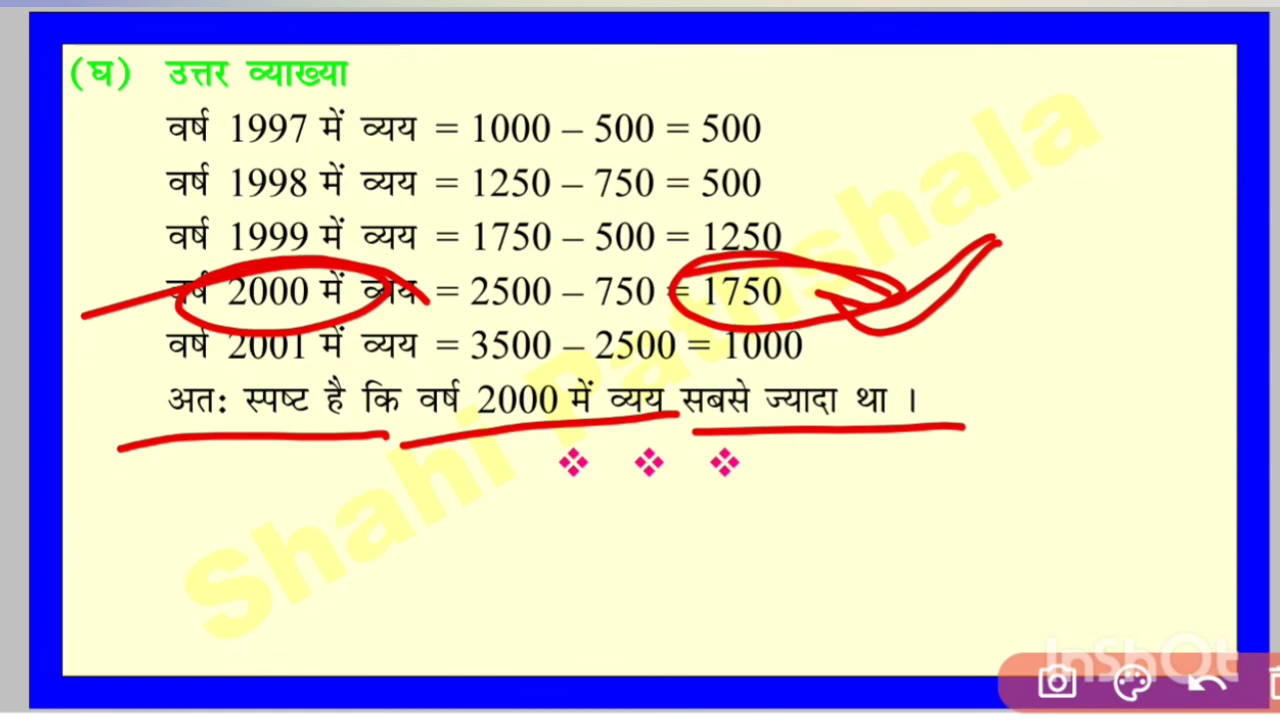 (घ) उत्तर व्याख्या
वर्ष 1997 में व्यय = 1000 – 500 = 500
वर्ष 1998 में व्यय = 1250 – 750 = 500
वर्ष 1999 में व्यय = 1750 – 500 = 1250
वर्ष 2000 में व्यय = 2500 – 750 = 1750
वर्ष 2001 में व्यय = 3500 – 2500 = 1000
अतः स्पष्ट है कि वर्ष 2000 में व्यय सबसे ज्यादा था ।
Shahi Pathshala
InShOt